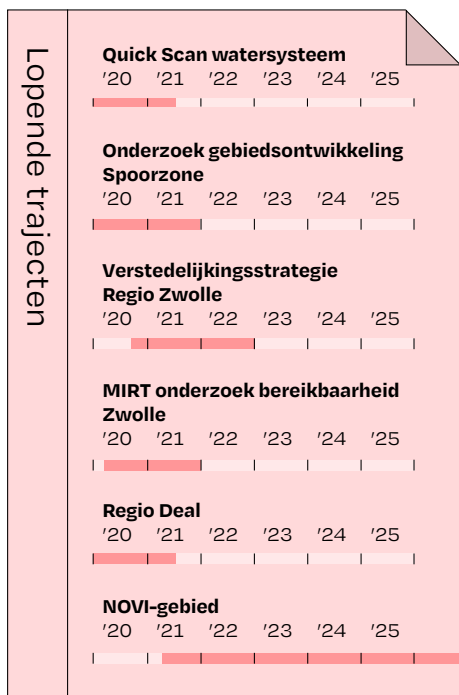 Lopende trajecten
Quick Scan watersysteem
'20 '21 '22 '23 '24 '25
Onderzoek gebiedsontwikkeling
Spoorzone
'20 '21 '22 '23 '24 '25
Verstedelijkingsstrategie
Regio Zwolle
'20 '21 '22 '23 '24 '25
MIRT onderzoek bereikbaarheid
Zwolle
'20 '21 '22 '23 '24 '25
Regio Deal
'20 '21 '22 '23 '24 '25
NOVI-gebied
'20 '21 '22 '23 '24 '25